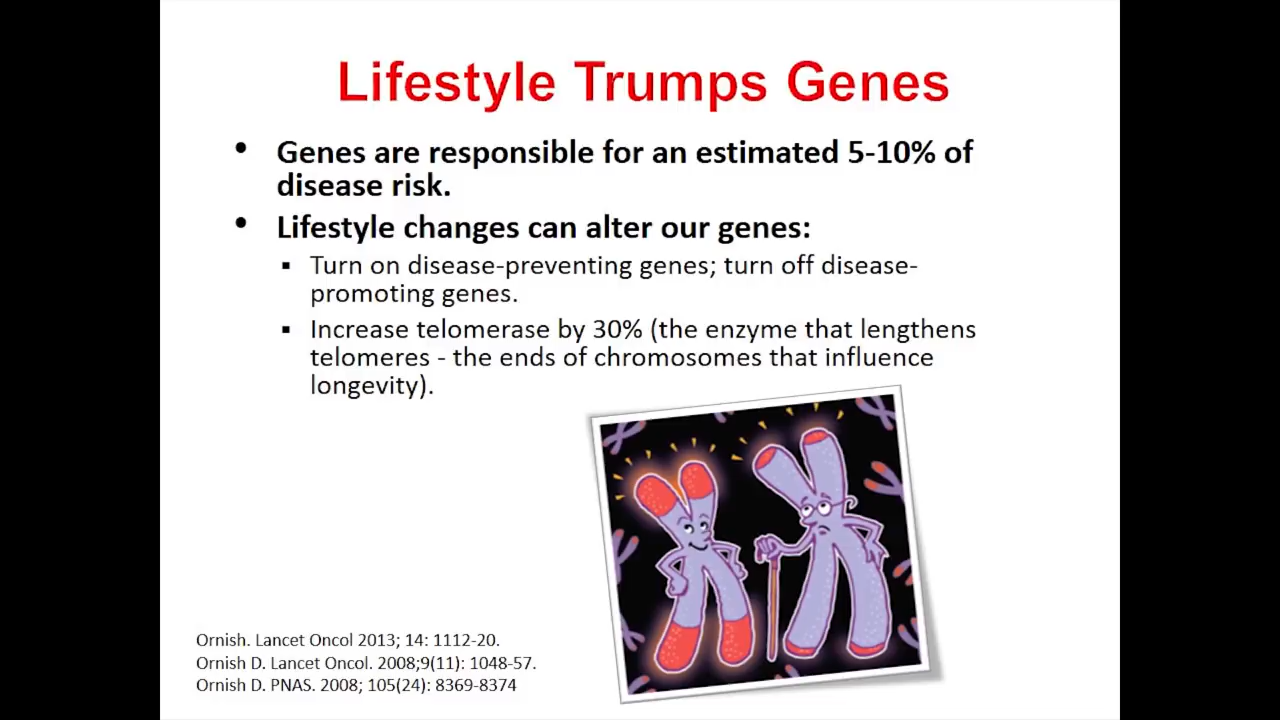 Lifestyle Trumps Genes
• Genes are responsible for an estimated 5-10% of
disease risk.
• Lifestyle changes can alter our genes:
▪ Turn on disease-preventing genes; turn off disease-
promoting genes.
▪ Increase telomerase by 30% (the enzyme that lengthens
telomeres - the ends of chromosomes that influence
longevity).
Ornish. Lancet Oncol 2013; 14: 1112-20.
Ornish D. Lancet Oncol. 2008;9(11): 1048-57.
Ornish D. PNAS. 2008; 105(24): 8369-8374